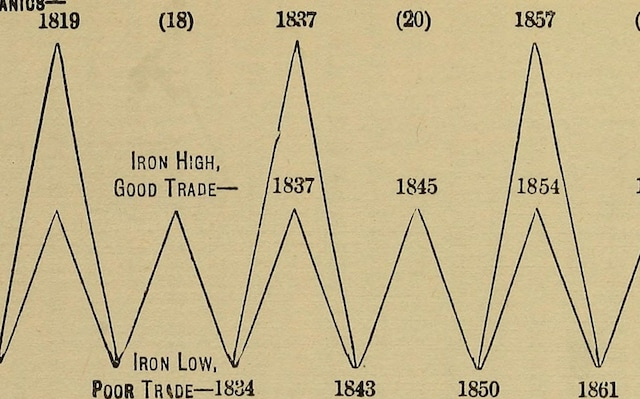 ANICS—
1819 (18) 1837 (20) 1857
IRON HIGH,
GOOD TRADE— 1837 1845 1854
IRON LOW,
POOR TRADE—1834 1843 1850 1861